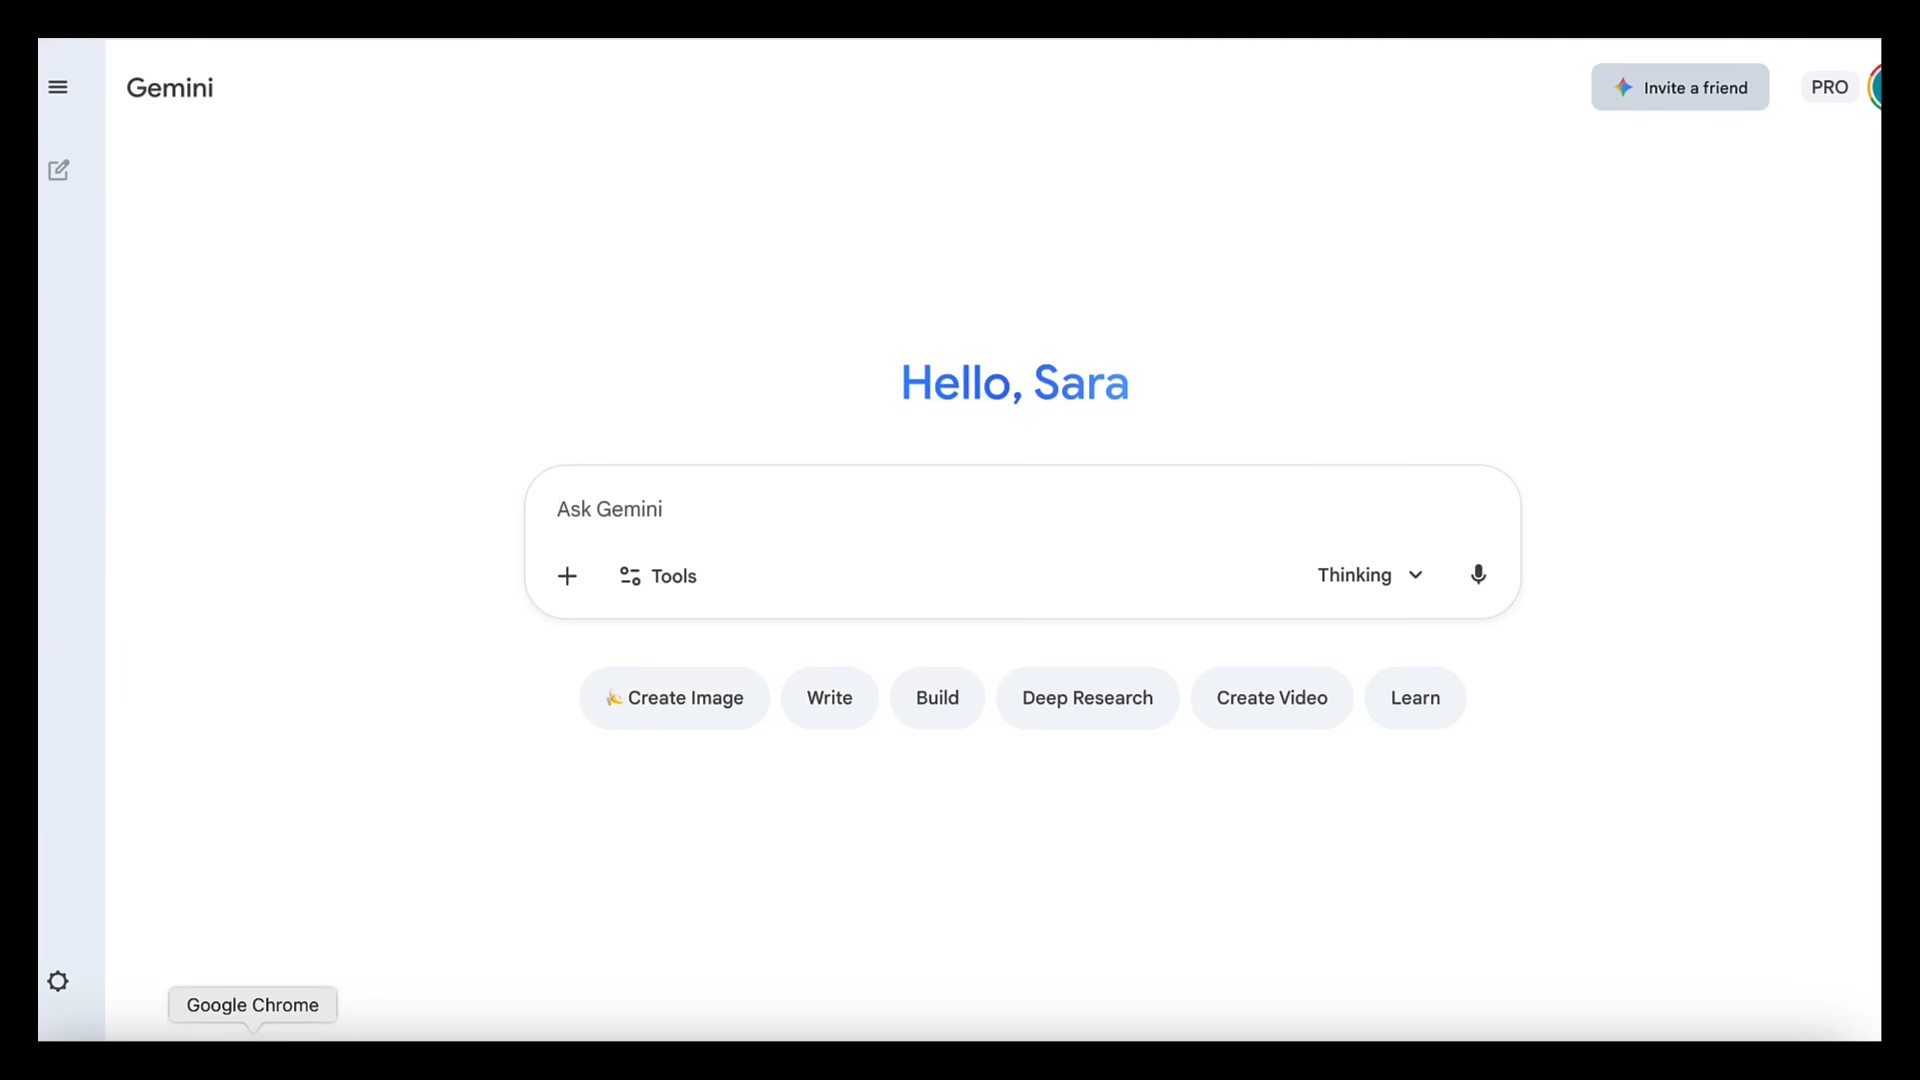 Gemini
Invite a friend
PRO
Hello, Sara
Ask Gemini
Tools
Thinking
Create Image
Write
Build
Deep Research
Create Video
Learn
Google Chrome